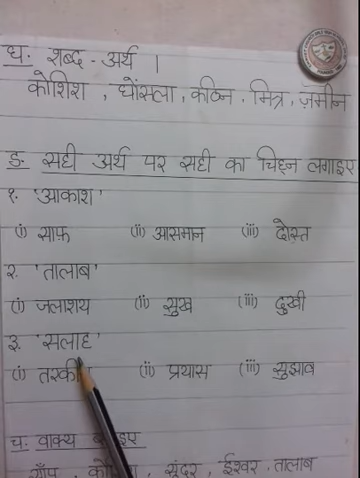 घ. शब्द - अर्थ ।
कोशिश , घोंसला , कठिन , मित्र , ज़मीन
ङ. सही अर्थ पर सही का चिह्न लगाइए
१. 'आकाश'
(i) साफ़ (ii) आसमान (iii) दोस्त
२. 'तालाब'
(i) जलाशय (ii) सुख (iii) दुखी
३. 'सलाह'
(i) (ii) प्रयास (iii) सुझाव
च. वाक्य
सुंदर , ईश्वर , तालाब